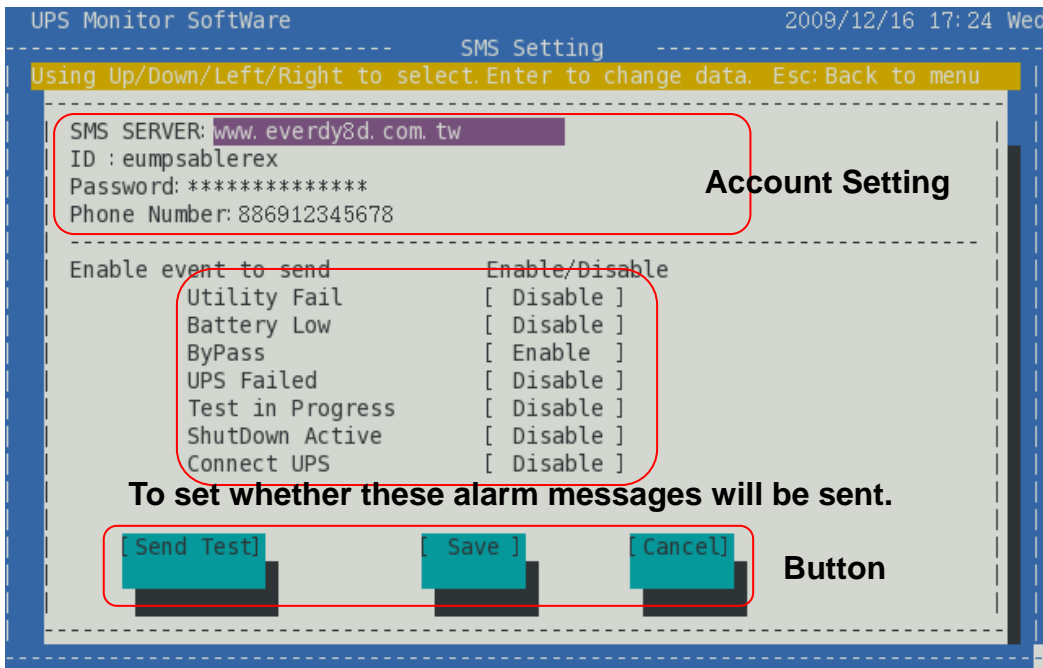 UPS Monitor SoftWare 2009/12/16 17:24 Wed
SMS Setting
Using Up/Down/Left/Right to select. Enter to change data. Esc: Back to menu
SMS SERVER: www.everdy8d.com.tw
ID : eumpsablerex
Password: **************
Account Setting
Phone Number: 886912345678
Enable event to send Enable/Disable
Utility Fail [ Disable ]
Battery Low [ Disable ]
ByPass [ Enable ]
UPS Failed [ Disable ]
Test in Progress [ Disable ]
ShutDown Active [ Disable ]
Connect UPS [ Disable ]
To set whether these alarm messages will be sent.
[ Send Test] [ Save ] [ Cancel]
Button